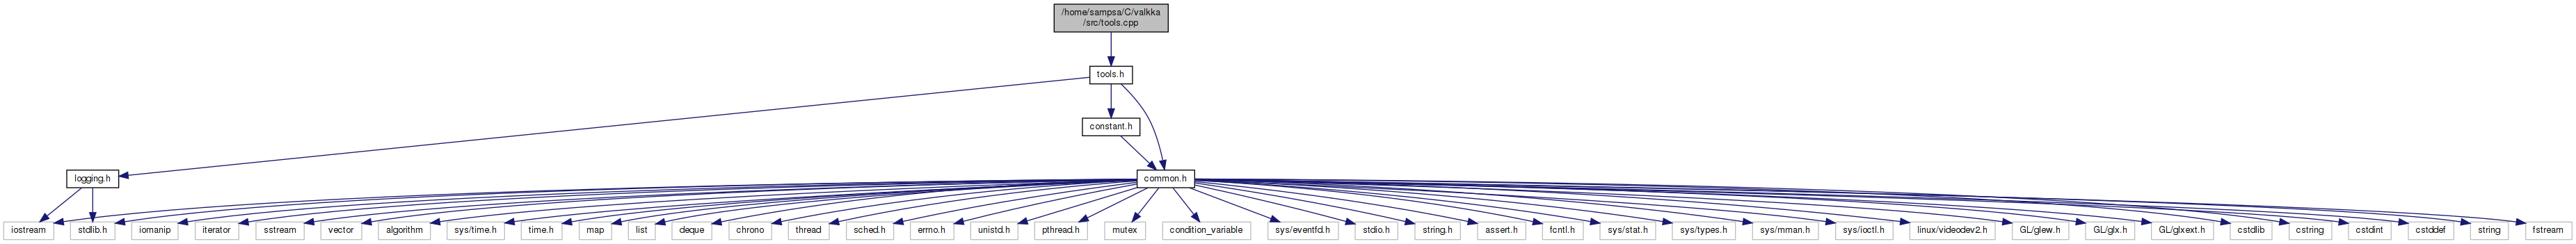 /home/sampsa/C/valkka
/src/tools.cpp
tools.h
constant.h
logging.h
common.h
iostream
stdlib.h
iomanip
iterator
sstream
vector
algorithm
sys/time.h
time.h
map
list
deque
chrono
thread
sched.h
errno.h
unistd.h
pthread.h
mutex
condition_variable
sys/eventfd.h
stdio.h
string.h
assert.h
fcntl.h
sys/stat.h
sys/types.h
sys/mman.h
sys/ioctl.h
linux/videodev2.h
GL/glew.h
GL/glx.h
GL/glxext.h
cstdlib
cstring
cstdint
cstddef
string
fstream